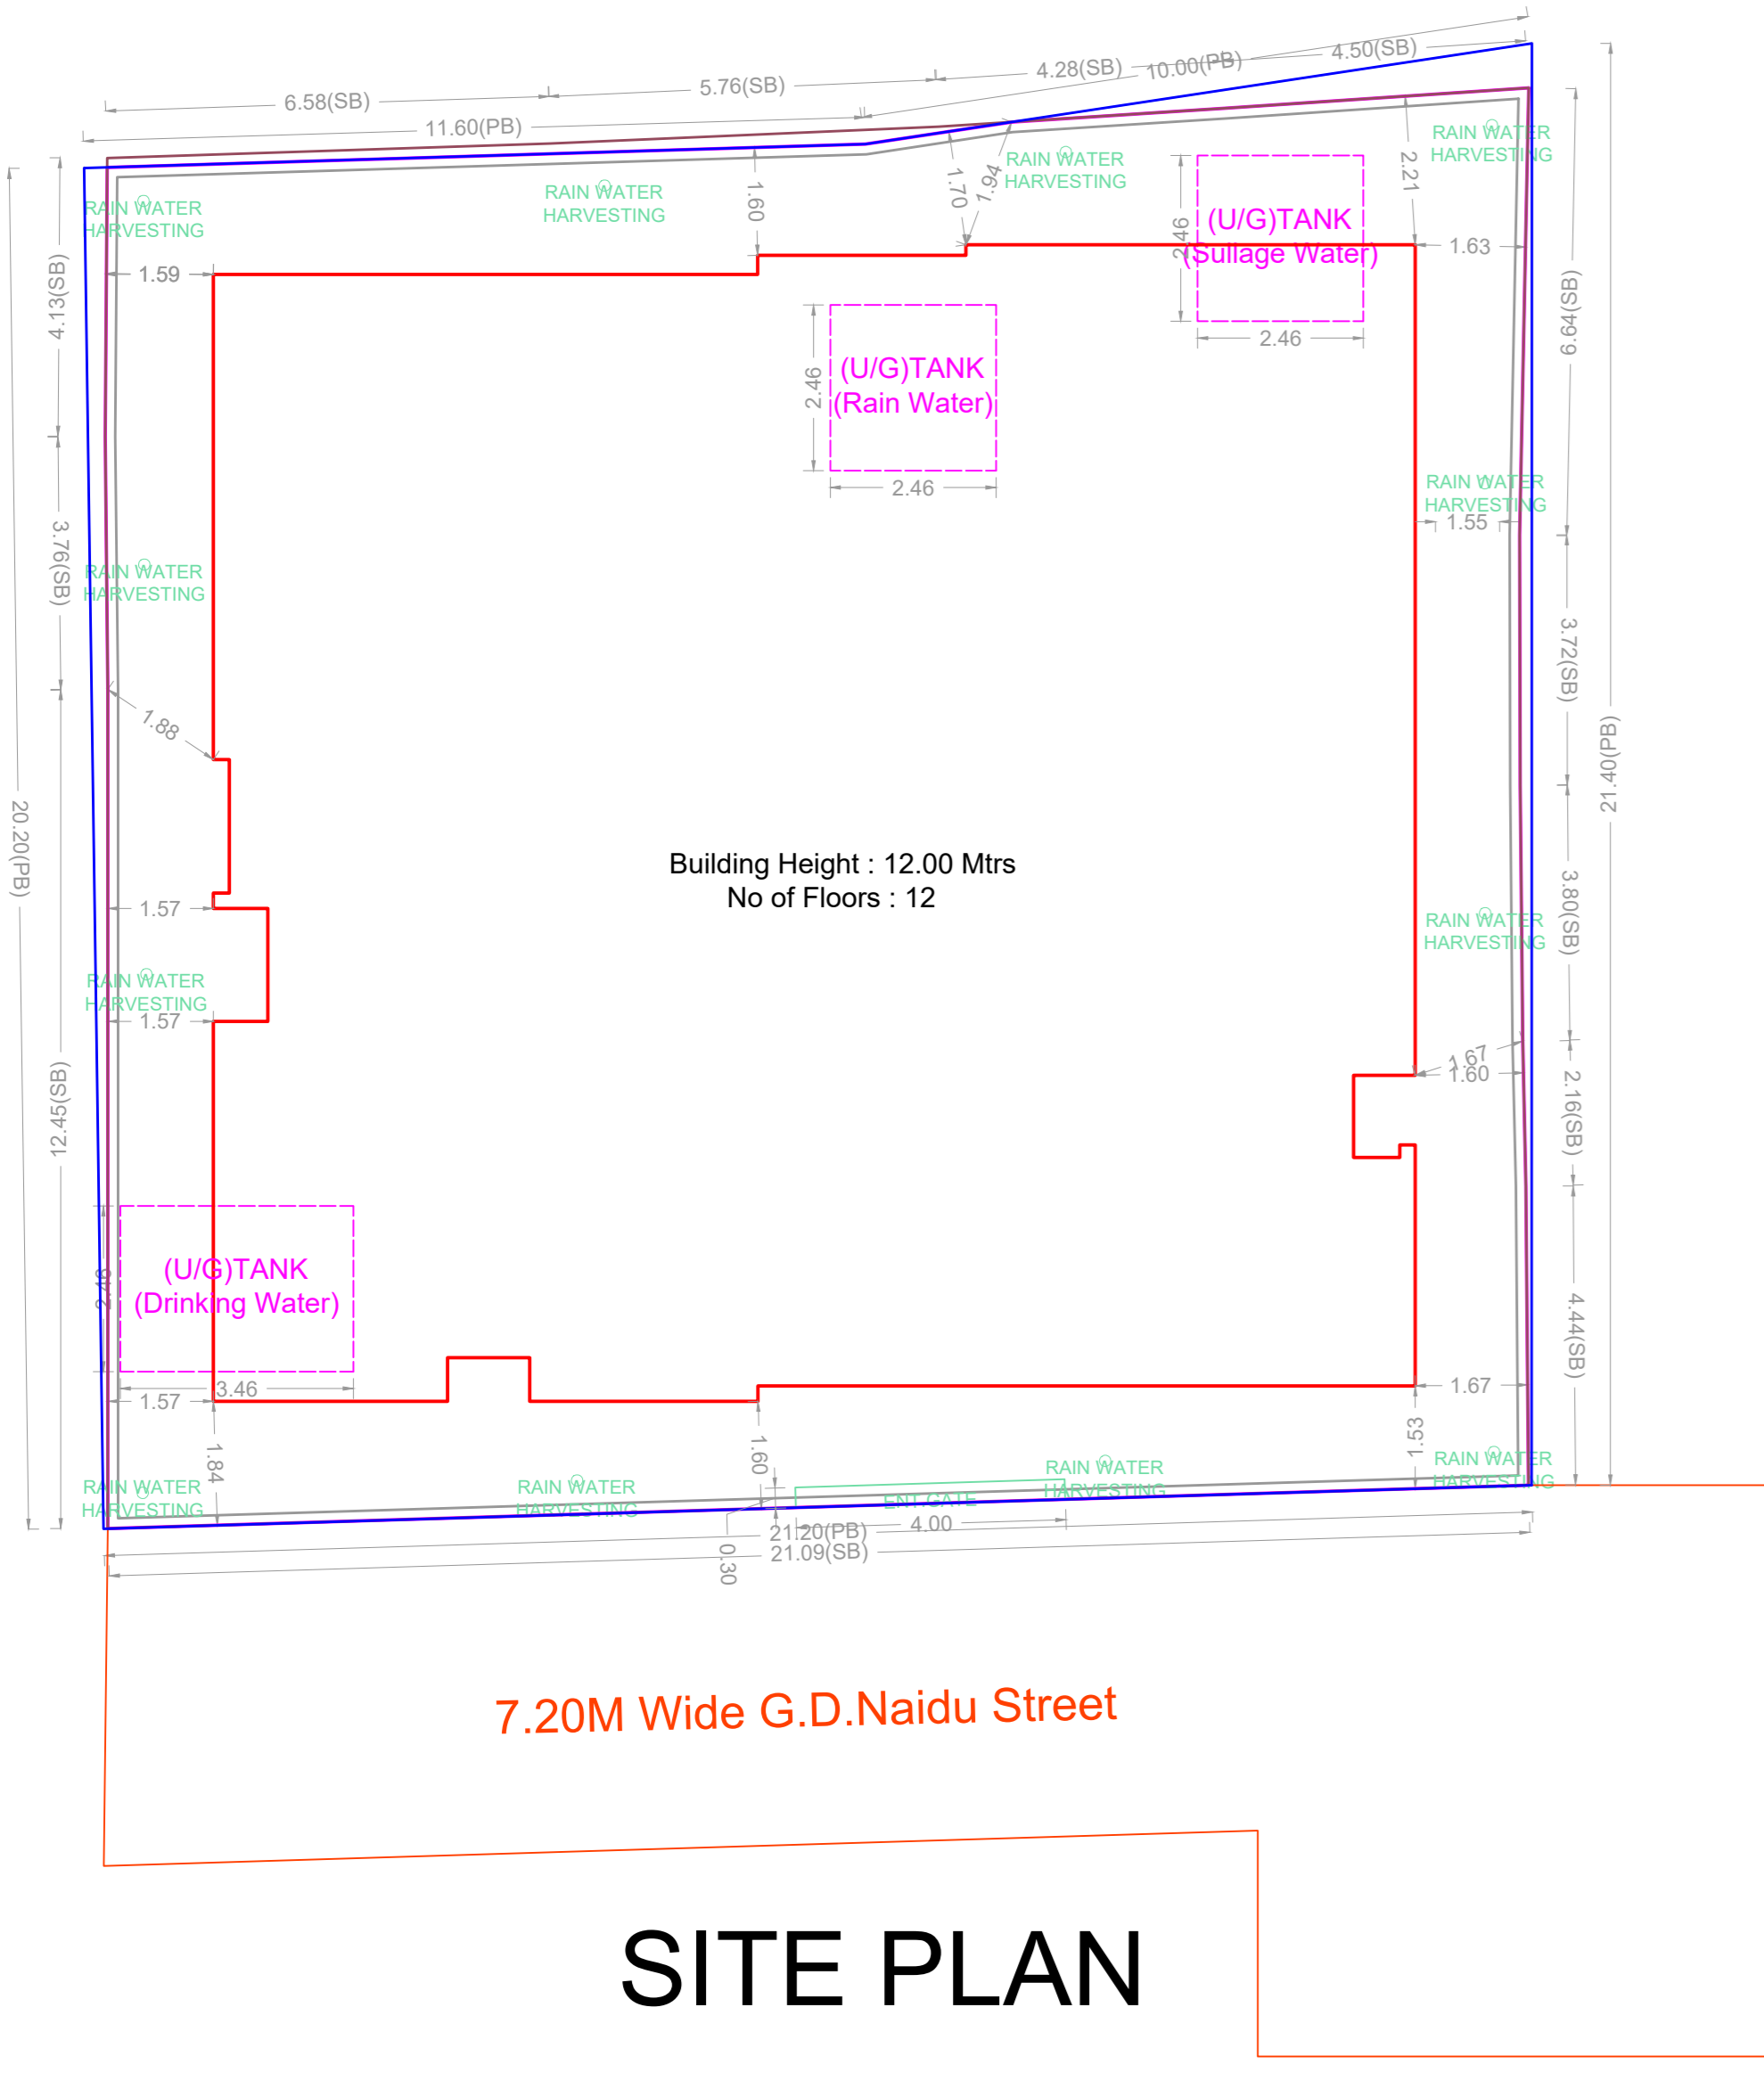 4.50(SB)
4.28(SB)
10.00(PB)
5.76(SB)
6.58(SB)
11.60(PB)
RAIN WATER
HARVESTING
RAIN WATER
HARVESTING
RAIN WATER
HARVESTING
RAIN WATER
HARVESTING
1.60
1.70
1.94
2.21
2.46
(U/G)TANK
(Sullage Water)
2.46
1.63
1.59
4.13(SB)
6.64(SB)
2.46
(U/G)TANK
(Rain Water)
2.46
RAIN WATER
HARVESTING
1.55
3.76(SB)
RAIN WATER
HARVESTING
3.72(SB)
1.88
21.40(PB)
20.20(PB)
Building Height : 12.00 Mtrs
No of Floors : 12
1.57
3.80(SB)
RAIN WATER
HARVESTING
RAIN WATER
HARVESTING
1.57
1.67
1.60
12.45(SB)
2.16(SB)
2.46
(U/G)TANK
(Drinking Water)
3.46
1.57
4.44(SB)
1.67
1.84
1.60
1.53
RAIN WATER
HARVESTING
RAIN WATER
HARVESTING
RAIN WATER
HARVESTING
RAIN WATER
HARVESTING
ENT.GATE
4.00
21.20(PB)
21.09(SB)
0.30
7.20M Wide G.D.Naidu Street
SITE PLAN